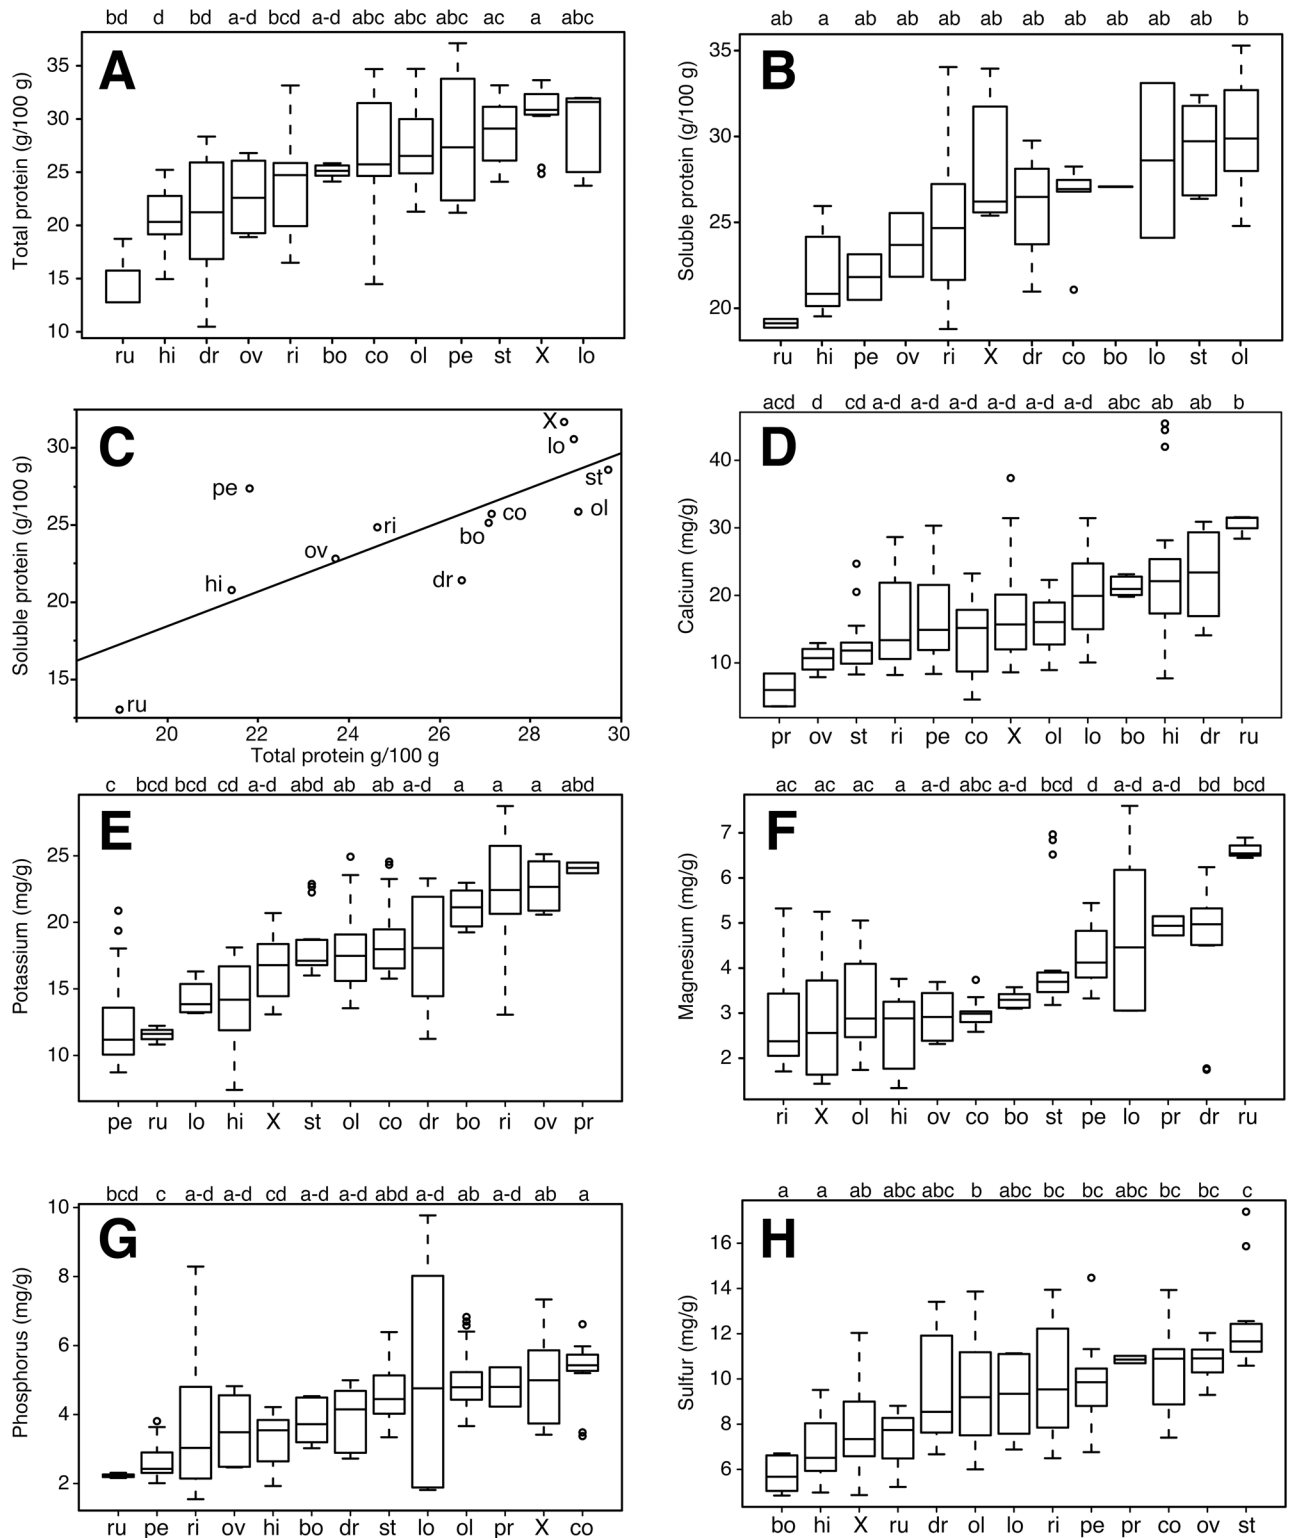 bd d bd a-d bcd a-d abc abc abc ac a abc
A
Total protein (g/100 g)
35
30
25
20
15
10
ru hi dr ov ri bo co ol pe st X lo
ab a ab ab ab ab ab ab ab ab ab b
B
Soluble protein (g/100 g)
35
30
25
20
ru hi pe ov ri X dr co bo lo st ol
C
Soluble protein (g/100 g)
30
25
20
15
X
lo
st
pe
ol
co
ri
bo
ov
dr
hi
ru
20 22 24 26 28 30
Total protein g/100 g
acd d cd a-d a-d a-d a-d a-d a-d abc ab ab b
D
Calcium (mg/g)
40
30
20
10
pr ov st ri pe co X ol lo bo hi dr ru
c bcd bcd cd a-d abd ab ab a-d a a a abd
E
Potassium (mg/g)
25
20
15
10
pe ru lo hi X st ol co dr bo ri ov pr
ac ac ac a a-d abc a-d bcd d a-d a-d bd bcd
F
Magnesium (mg/g)
7
6
5
4
3
2
ri X ol hi ov co bo st pe lo pr dr ru
bcd c a-d a-d cd a-d a-d abd a-d ab a-d ab a
G
Phosphorus (mg/g)
10
8
6
4
2
ru pe ri ov hi bo dr st lo ol pr X co
a a ab abc abc b abc bc bc abc bc bc c
H
Sulfur (mg/g)
16
14
12
10
8
6
bo hi X ru dr ol lo ri pe pr co ov st